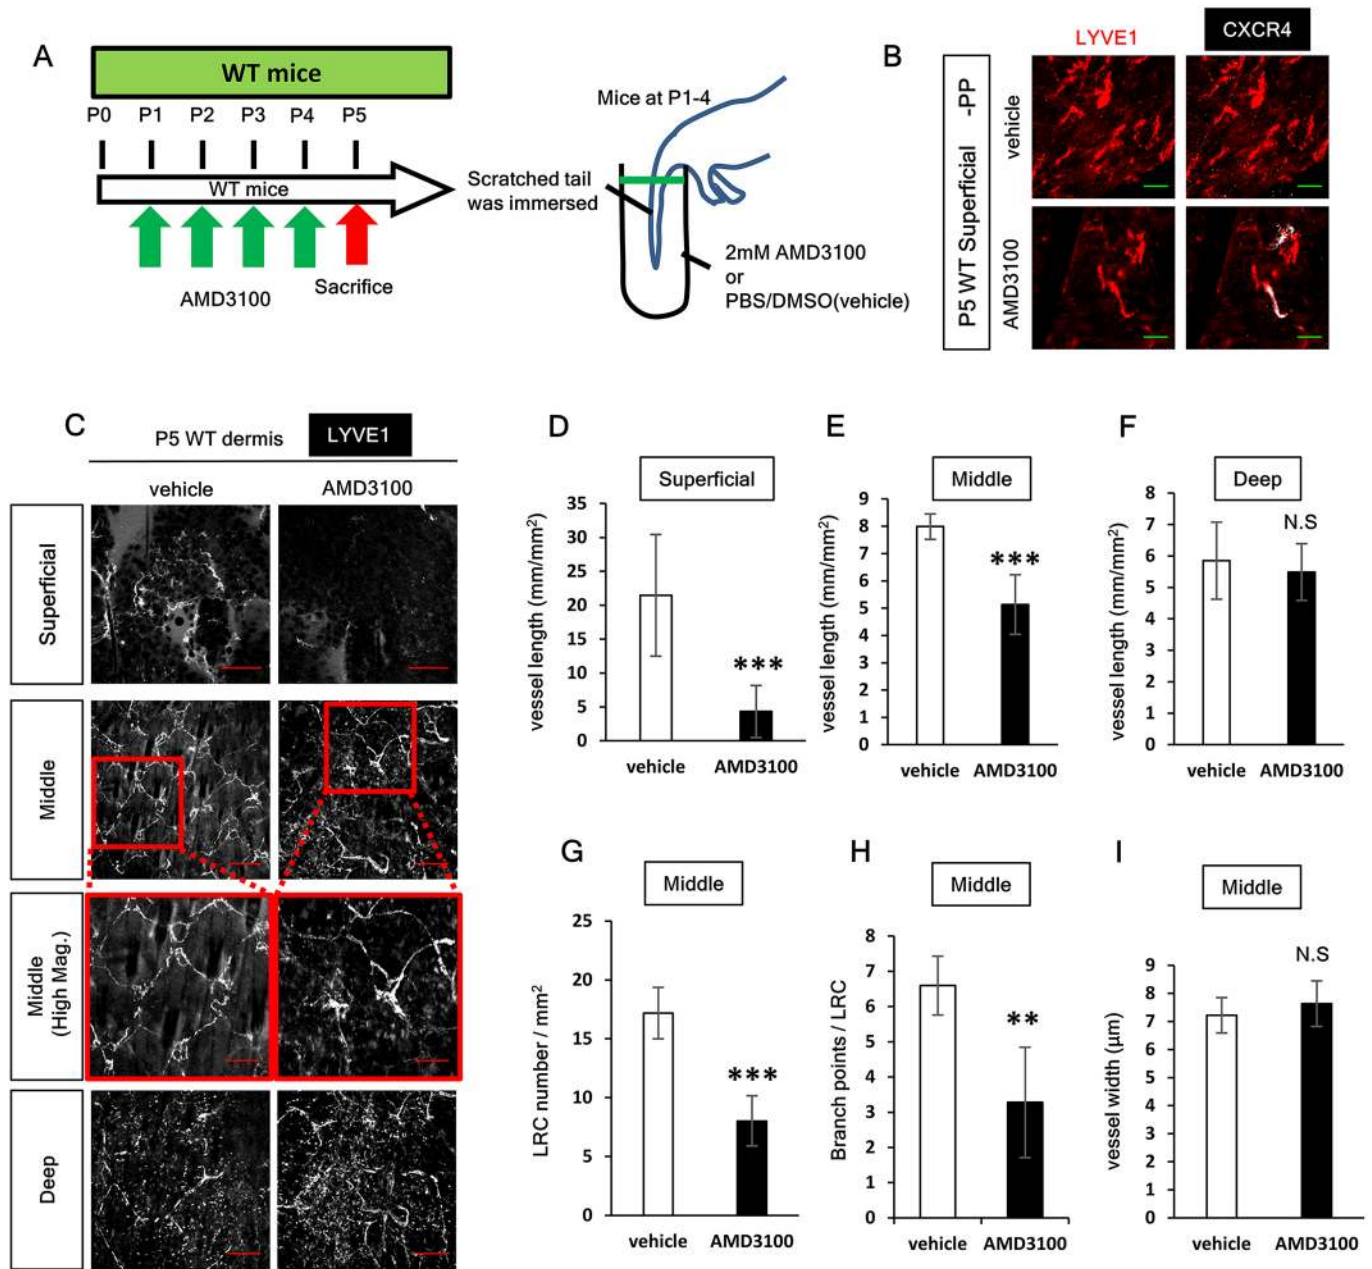 A
WT mice
P0 P1 P2 P3 P4 P5
WT mice
AMD3100
Sacrifice
Mice at P1-4
Scratched tail
was immersed
2mM AMD3100
or
PBS/DMSO(vehicle)
B
LYVE1
CXCR4
P5 WT Superficial -PP
vehicle
AMD3100
C
P5 WT dermis
LYVE1
vehicle
AMD3100
Superficial
Middle
Middle
(High Mag.)
Deep
D
Superficial
vessel length (mm/mm²)
35
30
25
20
15
10
5
0
***
vehicle
AMD3100
E
Middle
vessel length (mm/mm²)
9
8
7
6
5
4
3
2
1
0
***
vehicle
AMD3100
F
Deep
vessel length (mm/mm²)
8
7
6
5
4
3
2
1
0
N.S
vehicle
AMD3100
G
Middle
LRC number / mm²
25
20
15
10
5
0
***
vehicle
AMD3100
H
Middle
Branch points / LRC
8
7
6
5
4
3
2
1
0
**
vehicle
AMD3100
I
Middle
vessel width (μm)
9
8
7
6
5
4
3
2
1
0
N.S
vehicle
AMD3100